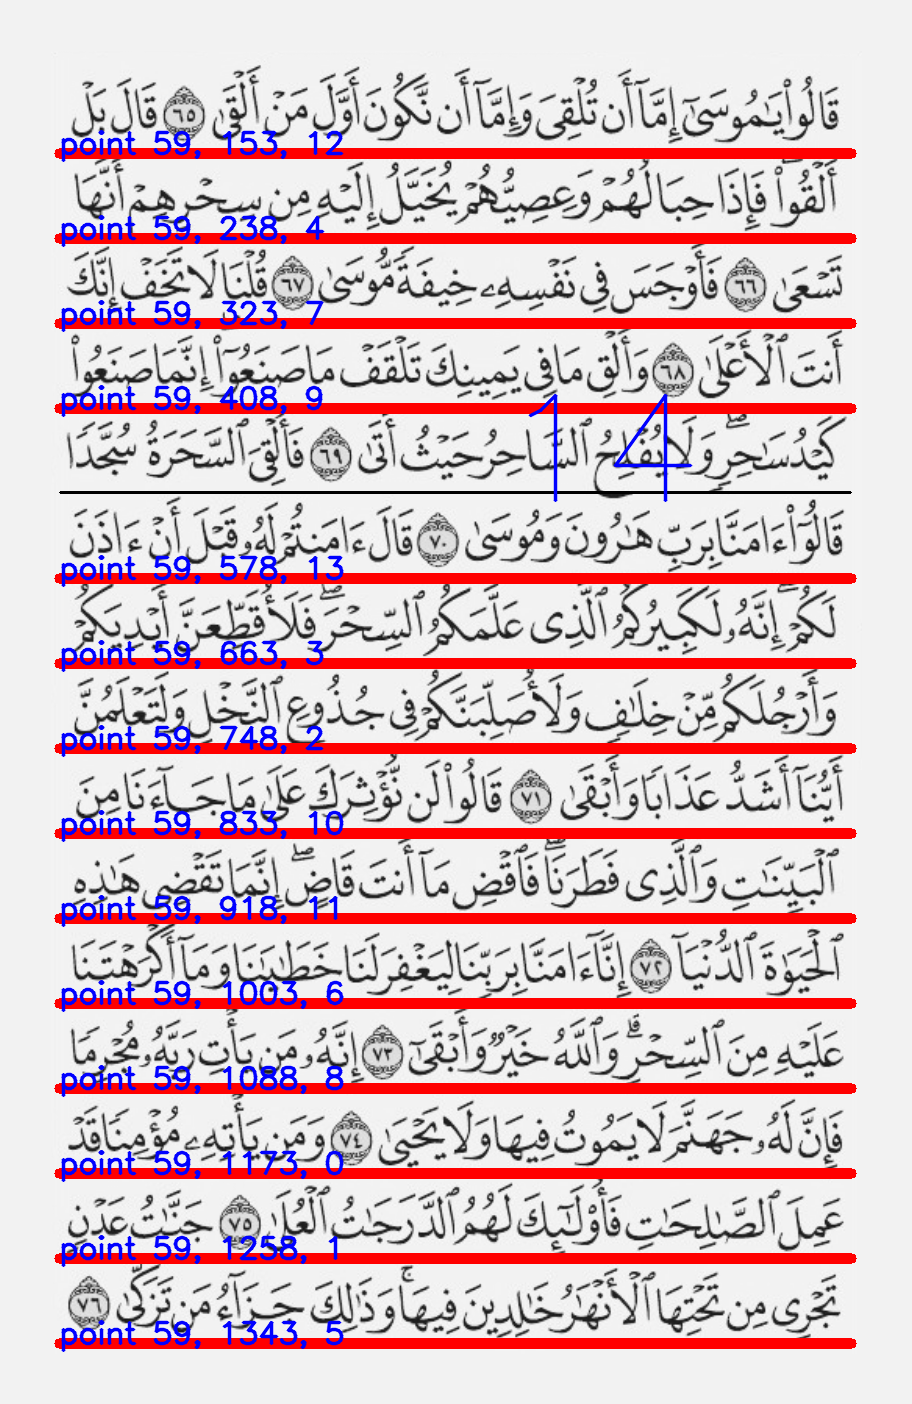 قَالُوا۟ يَـٰمُوسَىٰٓ إِمَّآ أَن تُلْقِىَ وَإِمَّآ أَن نَّكُونَ أَوَّلَ مَنْ أَلْقَىٰ ٦٥ قَالَ بَلْ
point 59, 153, 12
أَلْقُوا۟ ۖ فَإِذَا حِبَالُهُمْ وَعِصِيُّهُمْ يُخَيَّلُ إِلَيْهِ مِن سِحْرِهِمْ أَنَّهَا
point 59, 238, 4
تَسْعَىٰ ٦٦ فَأَوْجَسَ فِى نَفْسِهِۦ خِيفَةً مُّوسَىٰ ٦٧ قُلْنَا لَا تَخَفْ إِنَّكَ
point 59, 323, 7
أَنتَ ٱلْأَعْلَىٰ ٦٨ وَأَلْقِ مَا فِى يَمِينِكَ تَلْقَفْ مَا صَنَعُوٓا۟ إِنَّمَا صَنَعُوا۟
point 59, 408, 9
كَيْدُ سَـٰحِرٍ ۖ وَلَا يُفْلِحُ ٱلسَّاحِرُ حَيْثُ أَتَىٰ ٦٩ فَأُلْقِىَ ٱلسَّحَرَةُ سُجَّدًا
14
قَالُوٓا۟ ءَامَنَّا بِرَبِّ هَـٰرُونَ وَمُوسَىٰ ٧٠ قَالَ ءَامَنتُمْ لَهُۥ قَبْلَ أَنْ ءَاذَنَ
point 59, 578, 13
لَكُمْ ۖ إِنَّهُۥ لَكَبِيرُكُمُ ٱلَّذِى عَلَّمَكُمُ ٱلسِّحْرَ ۖ فَلَأُقَطِّعَنَّ أَيْدِيَكُمْ
point 59, 663, 3
وَأَرْجُلَكُم مِّنْ خِلَـٰفٍ وَلَأُصَلِّبَنَّكُمْ فِى جُذُوعِ ٱلنَّخْلِ وَلَتَعْلَمُنَّ
point 59, 748, 2
أَيُّنَآ أَشَدُّ عَذَابًا وَأَبْقَىٰ ٧١ قَالُوا۟ لَن نُّؤْثِرَكَ عَلَىٰ مَا جَآءَنَا مِنَ
point 59, 833, 10
ٱلْبَيِّنَـٰتِ وَٱلَّذِى فَطَرَنَا ۖ فَٱقْضِ مَآ أَنتَ قَاضٍ ۖ إِنَّمَا تَقْضِى هَـٰذِهِ
point 59, 918, 11
ٱلْحَيَوٰةَ ٱلدُّنْيَآ ٧٢ إِنَّآ ءَامَنَّا بِرَبِّنَا لِيَغْفِرَ لَنَا خَطَـٰيَـٰنَا وَمَآ أَكْرَهْتَنَا
point 59, 1003, 6
عَلَيْهِ مِنَ ٱلسِّحْرِ ۗ وَٱللَّهُ خَيْرٌ وَأَبْقَىٰٓ ٧٣ إِنَّهُۥ مَن يَأْتِ رَبَّهُۥ مُجْرِمًا
point 59, 1088, 8
فَإِنَّ لَهُۥ جَهَنَّمَ لَا يَمُوتُ فِيهَا وَلَا يَحْيَىٰ ٧٤ وَمَن يَأْتِهِۦ مُؤْمِنًا قَدْ
point 59, 1173, 0
عَمِلَ ٱلصَّـٰلِحَـٰتِ فَأُو۟لَـٰٓئِكَ لَهُمُ ٱلدَّرَجَـٰتُ ٱلْعُلَىٰ ٧٥ جَنَّـٰتُ عَدْنٍ
point 59, 1258, 1
تَجْرِى مِن تَحْتِهَا ٱلْأَنْهَـٰرُ خَـٰلِدِينَ فِيهَا ۚ وَذَٰلِكَ جَزَآءُ مَن تَزَكَّىٰ ٧٦
point 59, 1343, 5